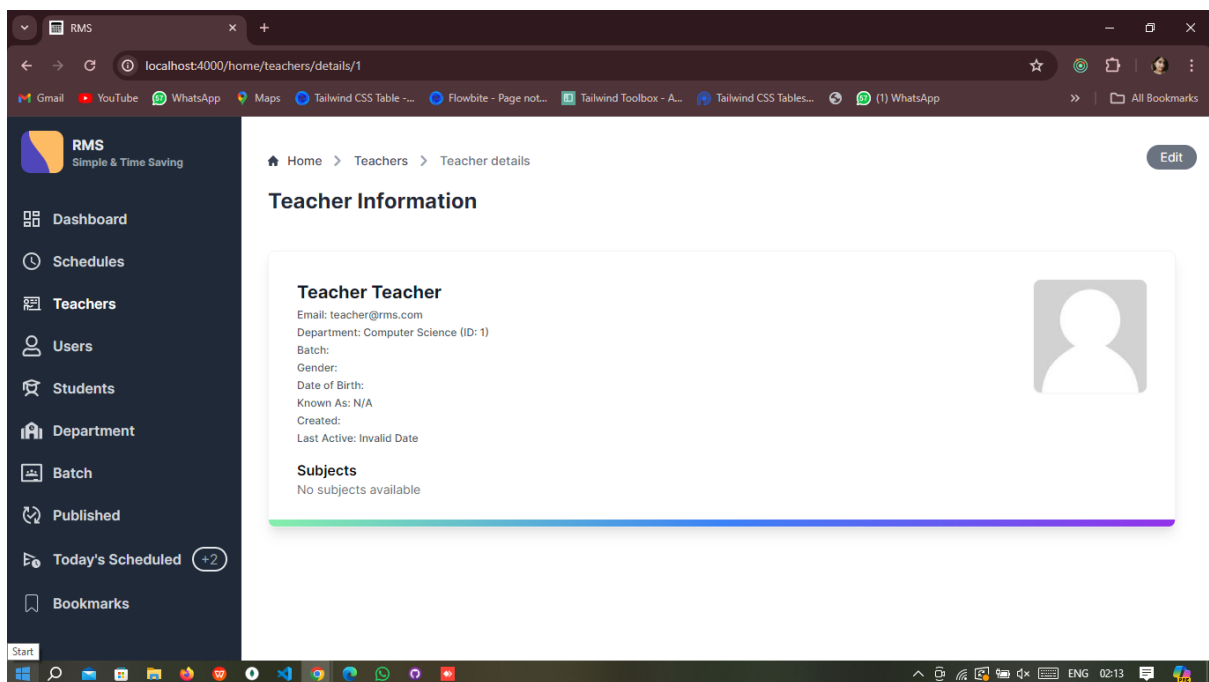 RMS
localhost:4000/home/teachers/details/1
Gmail YouTube WhatsApp Maps Tailwind CSS Table -... Flowbite - Page not... Tailwind Toolbox - A... Tailwind CSS Tables... (1) WhatsApp » All Bookmarks
RMS
Simple & Time Saving
Dashboard
Schedules
Teachers
Users
Students
Department
Batch
Published
Today's Scheduled +2
Bookmarks
Home > Teachers > Teacher details
Edit
Teacher Information
Teacher Teacher
Email: teacher@rms.com
Department: Computer Science (ID: 1)
Batch:
Gender:
Date of Birth:
Known As: N/A
Created:
Last Active: Invalid Date
Subjects
No subjects available
Start
ENG 02:13